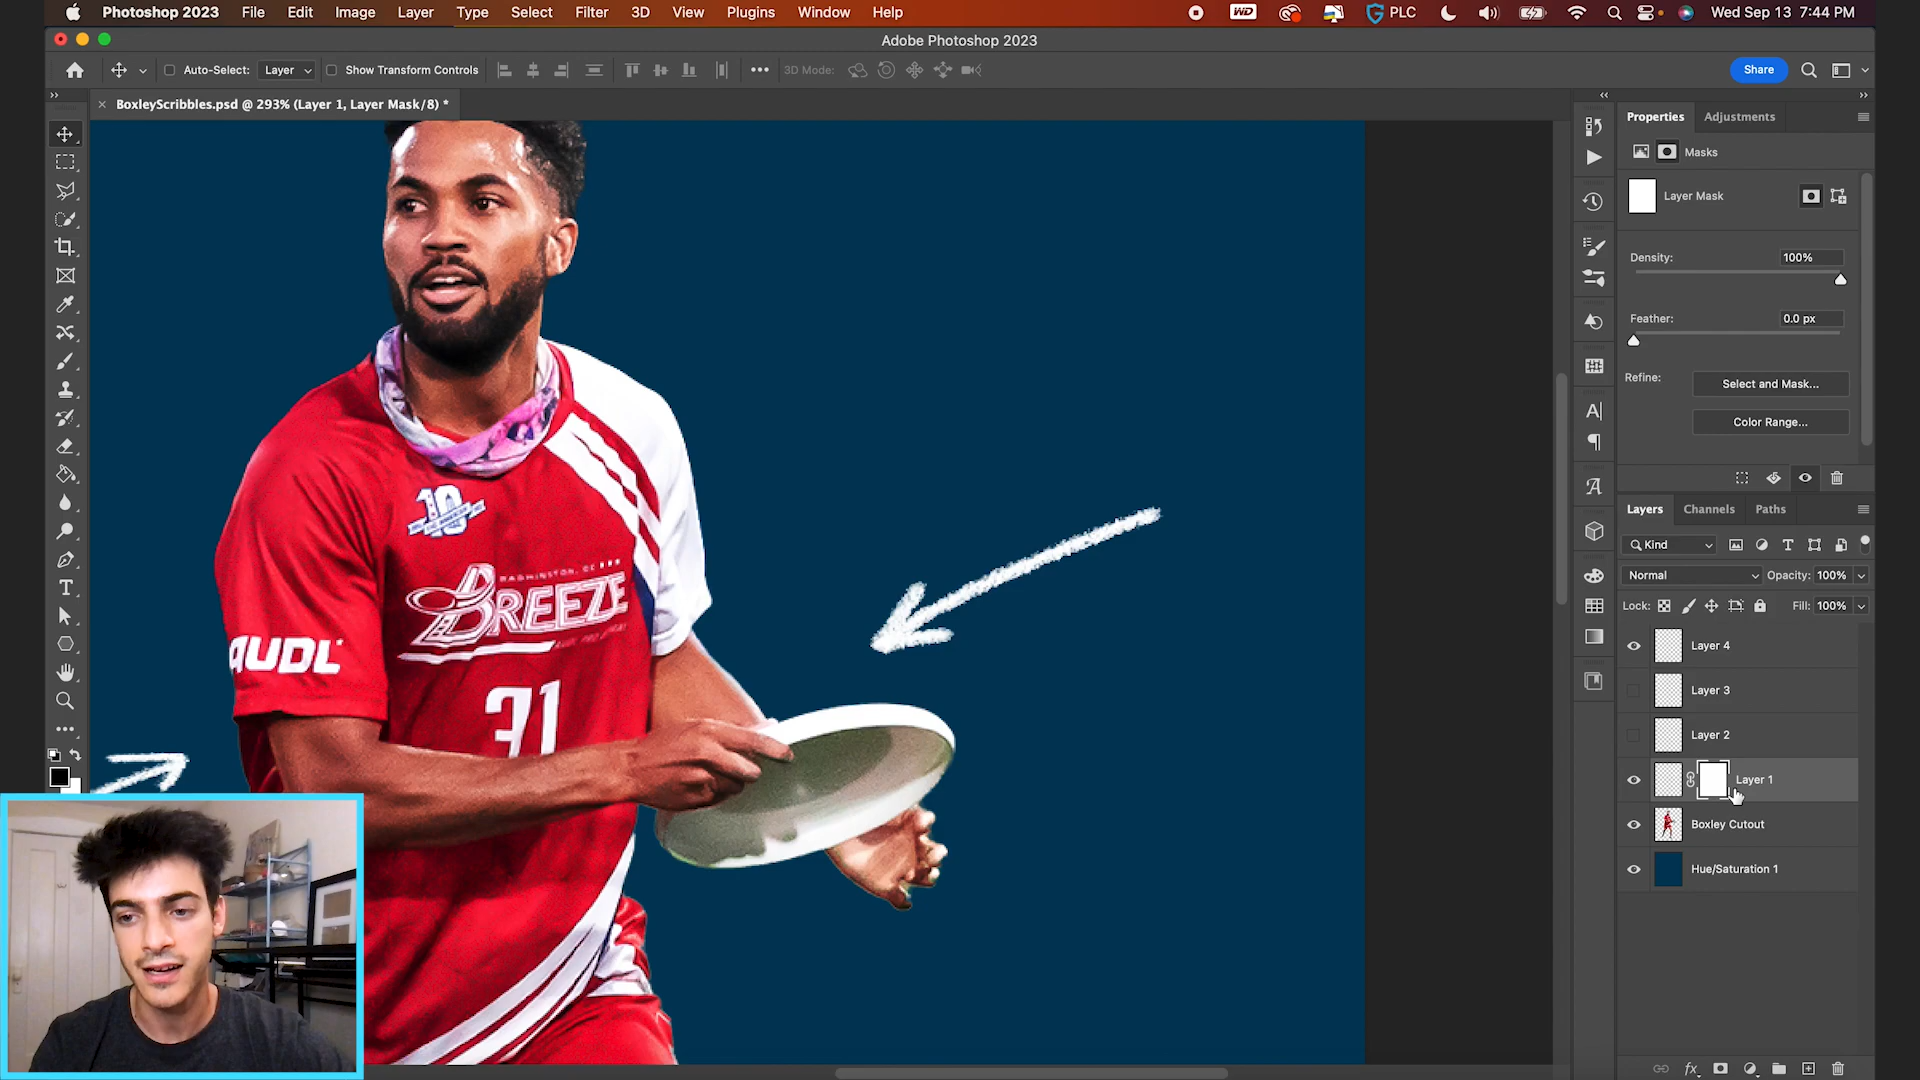 Photoshop 2023 File Edit Image Layer Type Select Filter 3D View Plugins Window Help WD PLC Wed Sep 13 7:44 PM
Adobe Photoshop 2023
Auto-Select: Layer Show Transform Controls 3D Mode: Share
BoxleyScribbles.psd @ 293% (Layer 1, Layer Mask/8) *
Properties Adjustments
Masks
Layer Mask
Density: 100%
Feather: 0.0 px
Refine: Select and Mask...
Color Range...
10
WASHINGTON, DC
BREEZE
AUDL
31
Layers Channels Paths
Kind
Normal Opacity: 100%
Lock: Fill: 100%
Layer 4
Layer 3
Layer 2
Layer 1
Boxley Cutout
Hue/Saturation 1
fx